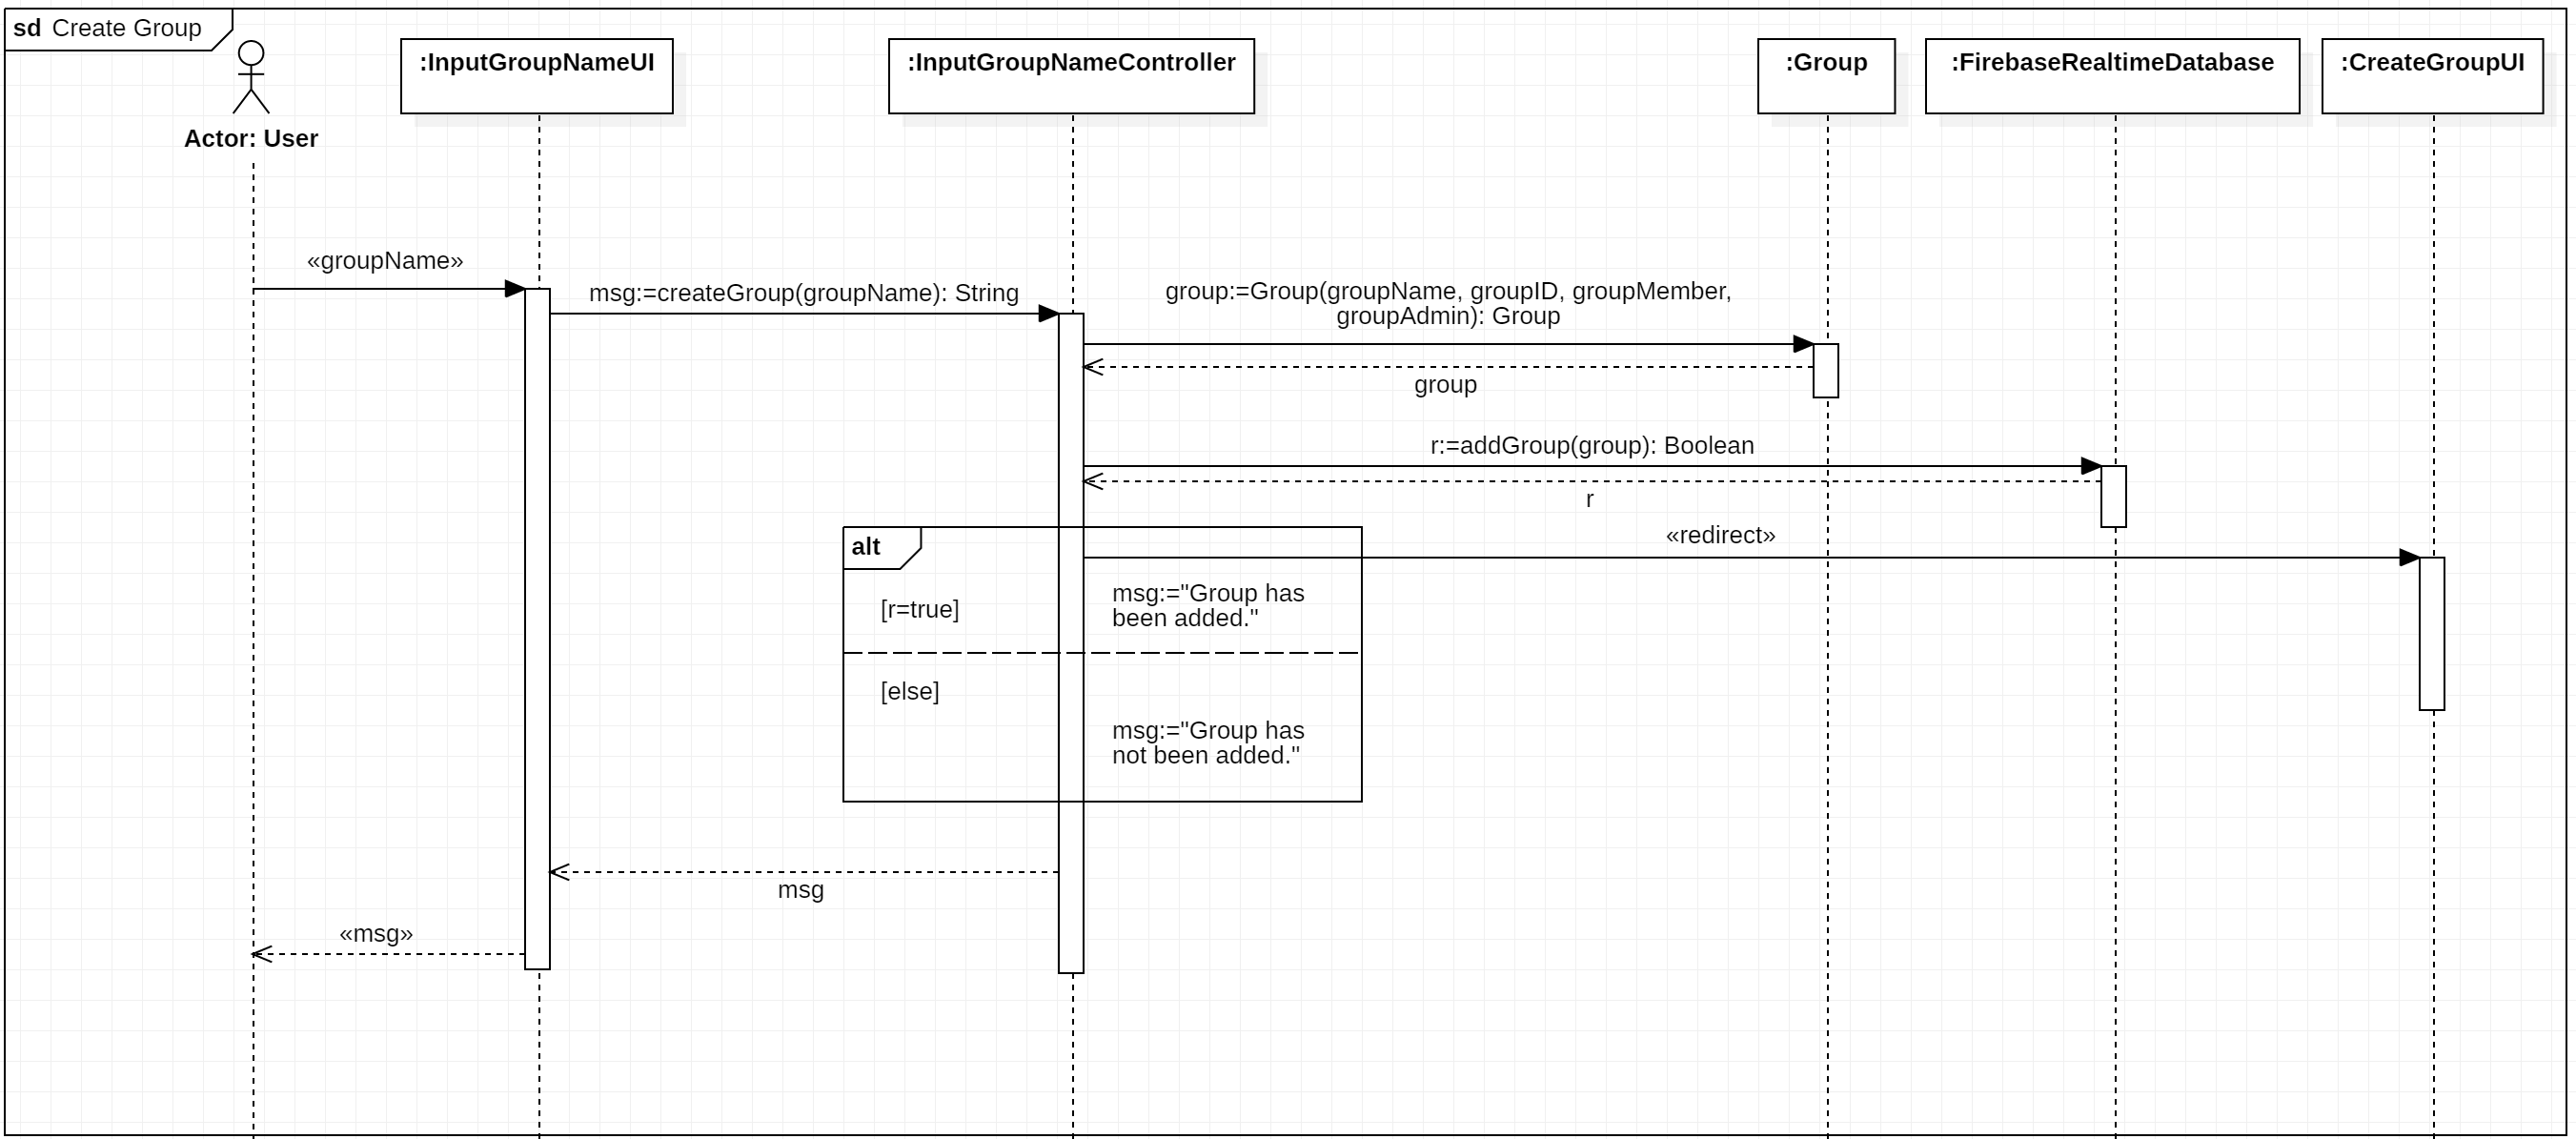 sd Create Group
:InputGroupNameUI
:InputGroupNameController
:Group
:FirebaseRealtimeDatabase
:CreateGroupUI
Actor: User
«groupName»
msg:=createGroup(groupName): String
group:=Group(groupName, groupID, groupMember,
groupAdmin): Group
group
r:=addGroup(group): Boolean
r
«redirect»
alt
[r=true]
msg:="Group has
been added."
[else]
msg:="Group has
not been added."
msg
«msg»